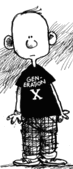 GEN-
ERATION
X